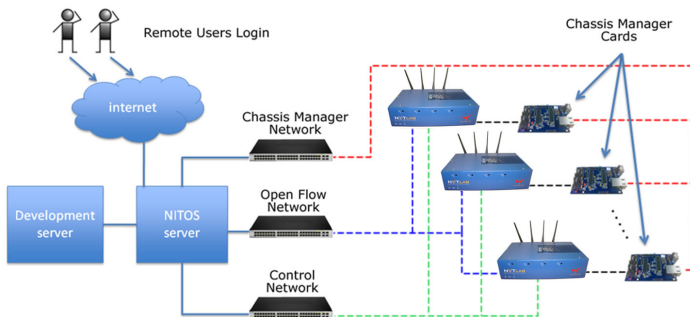 Remote Users Login
Chassis Manager
Cards
internet
Chassis Manager
Network
Development
server
NITOS
server
Open Flow
Network
Control
Network